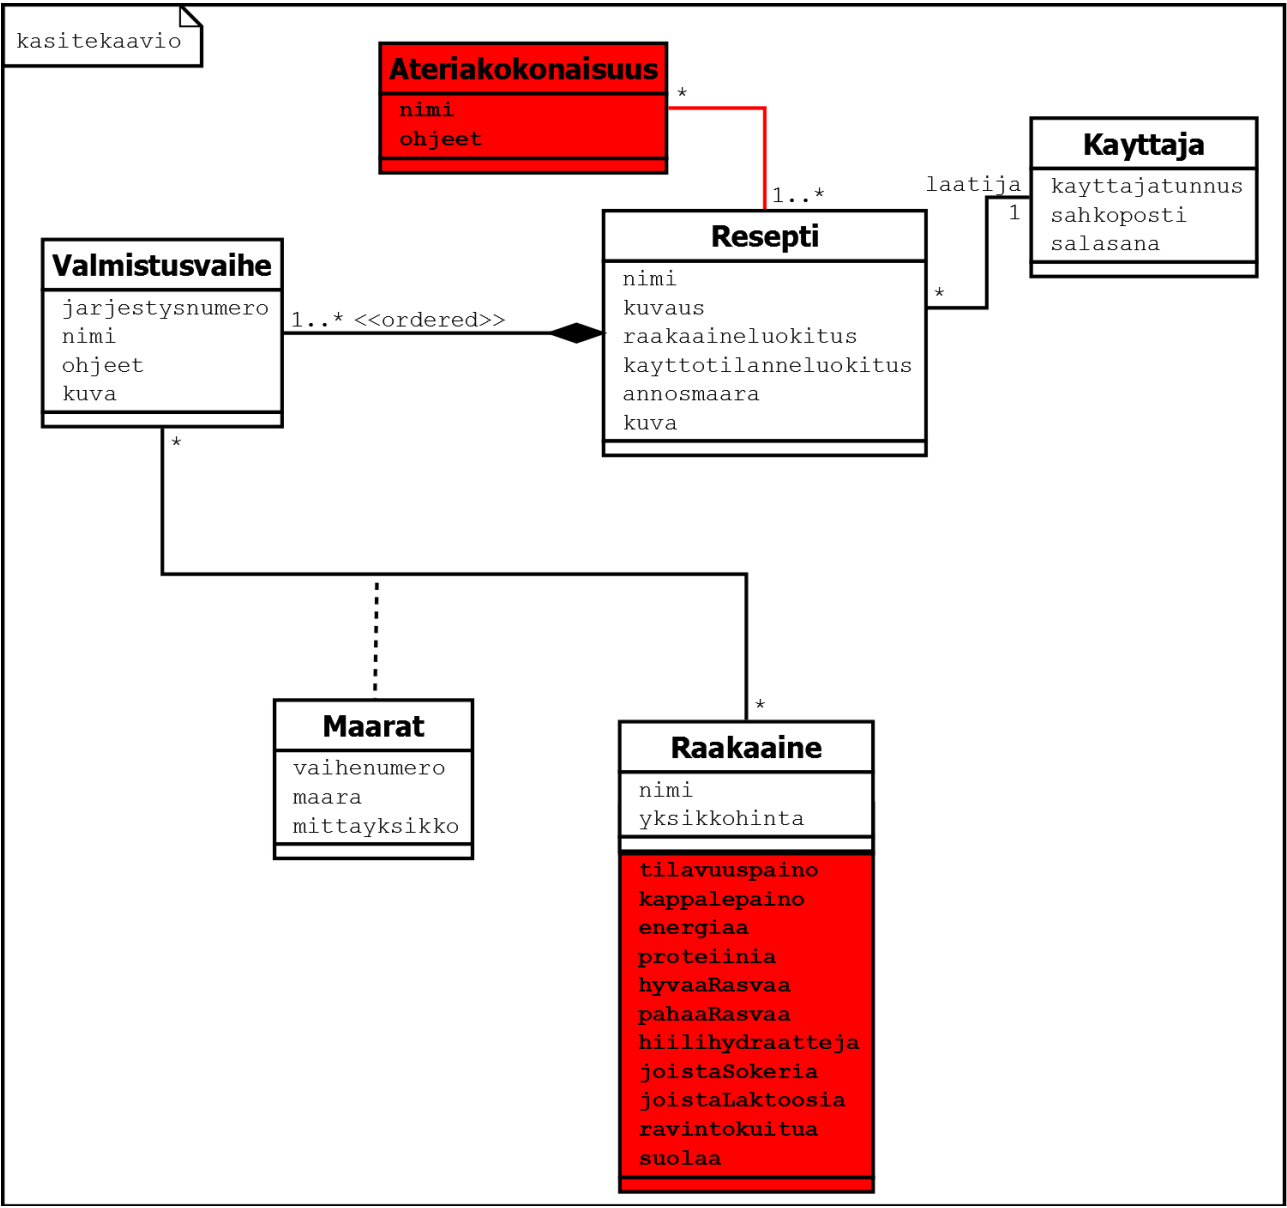 kasitekaavio
Ateriakokonaisuus
nimi
ohjeet
*
1..*
Kayttaja
kayttajatunnus
sahkoposti
salasana
laatija
1
*
Resepti
nimi
kuvaus
raakaaineluokitus
kayttotilanneluokitus
annosmaara
kuva
Valmistusvaihe
jarjestysnumero
nimi
ohjeet
kuva
1..* <<ordered>>
*
*
Maarat
vaihenumero
maara
mittayksikko
Raakaaine
nimi
yksikkohinta
tilavuuspaino
kappalepaino
energiaa
proteiinia
hyvaaRasvaa
pahaaRasvaa
hiilihydraatteja
joistaSokeria
joistaLaktoosia
ravintokuitua
suolaa